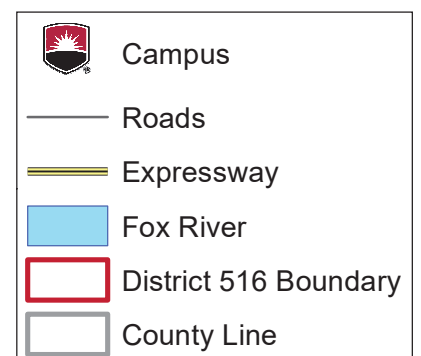 Campus
Roads
Expressway
Fox River
District 516 Boundary
County Line